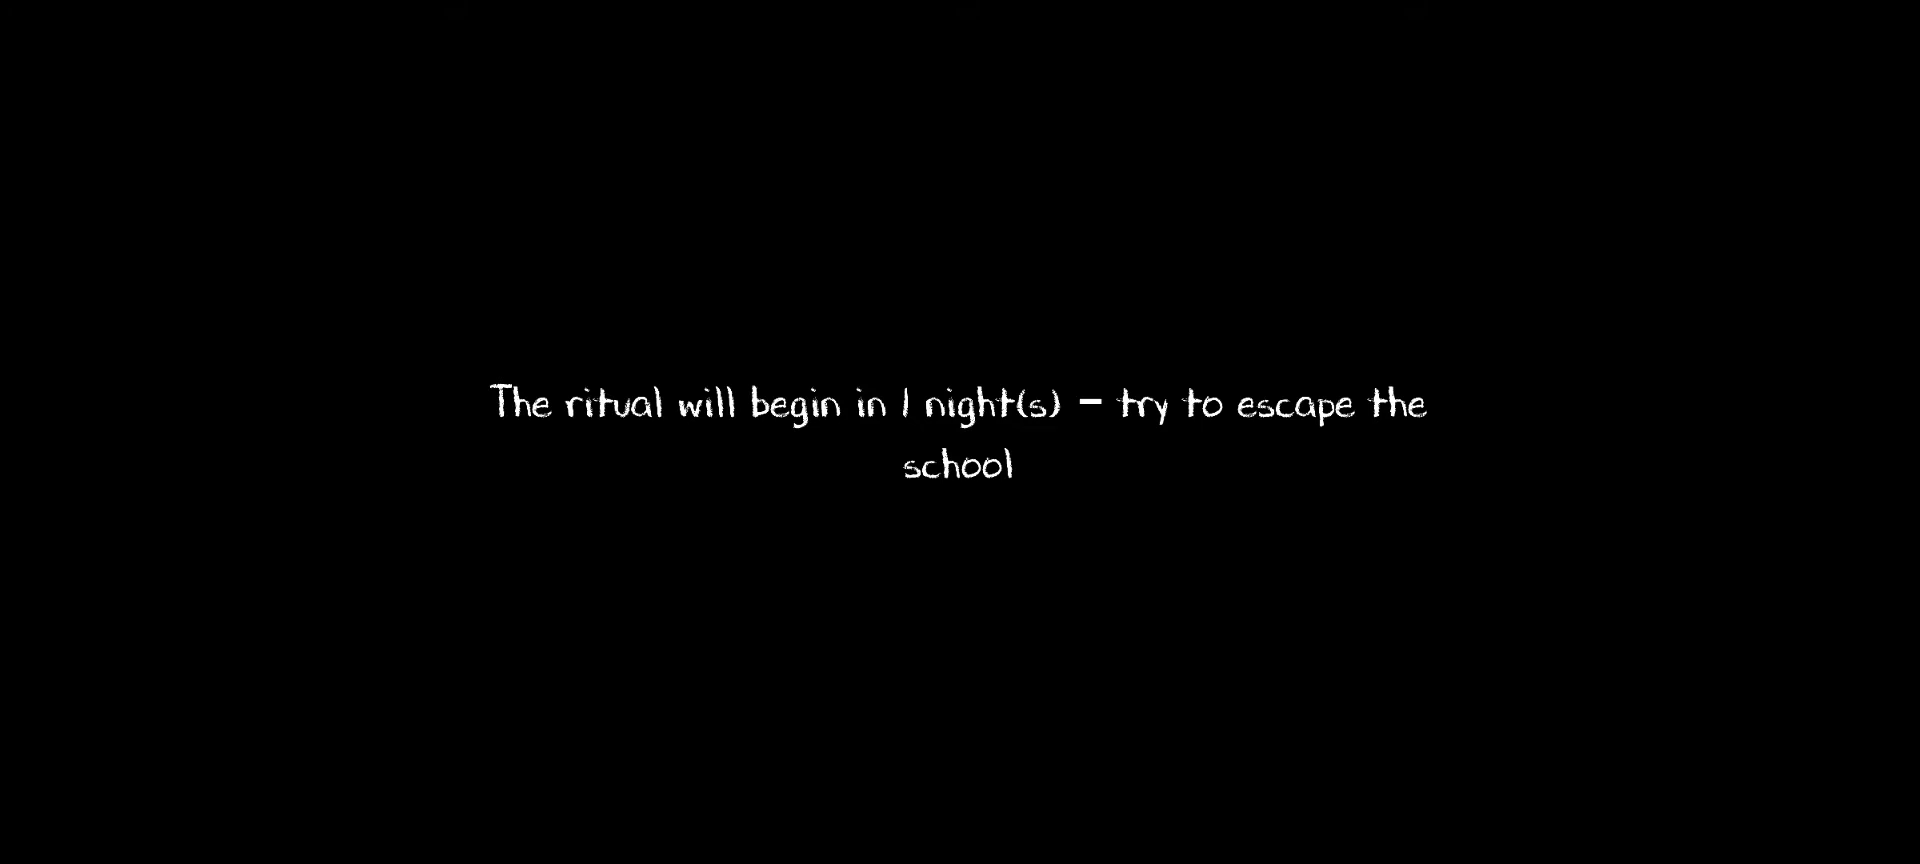 The ritual will begin in 1 night(s) - try to escape the
school